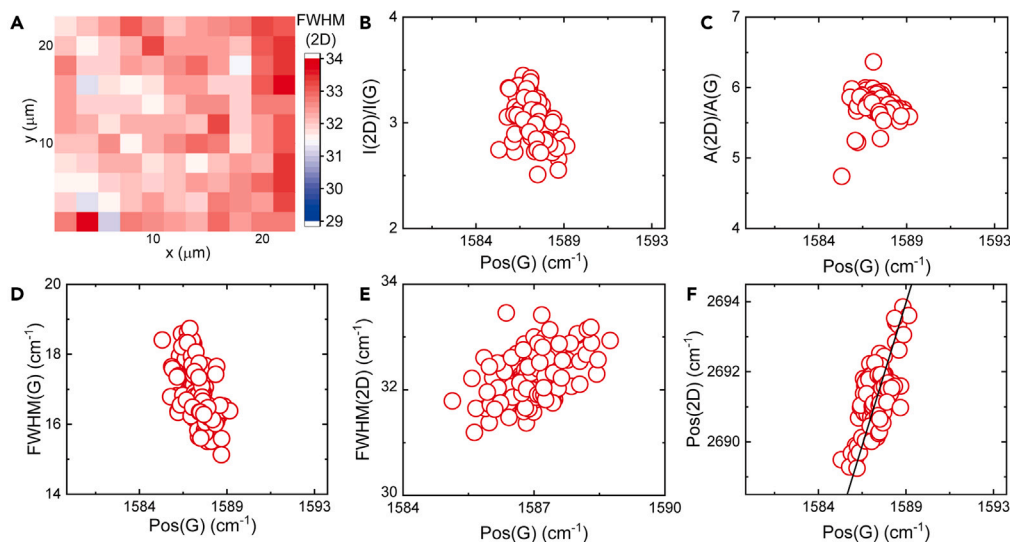 A
FWHM
(2D)
34
33
32
31
30
29
20
10
y (μm)
10
20
x (μm)
B
4
3
2
I(2D)/I(G)
1584
1589
1593
Pos(G) (cm⁻¹)
C
7
6
5
4
A(2D)/A(G)
1584
1589
1593
Pos(G) (cm⁻¹)
D
20
18
16
14
FWHM(G) (cm⁻¹)
1584
1589
1593
Pos(G) (cm⁻¹)
E
34
33
32
31
30
FWHM(2D) (cm⁻¹)
1584
1587
1590
Pos(G) (cm⁻¹)
F
2694
2692
2690
Pos(2D) (cm⁻¹)
1584
1589
1593
Pos(G) (cm⁻¹)